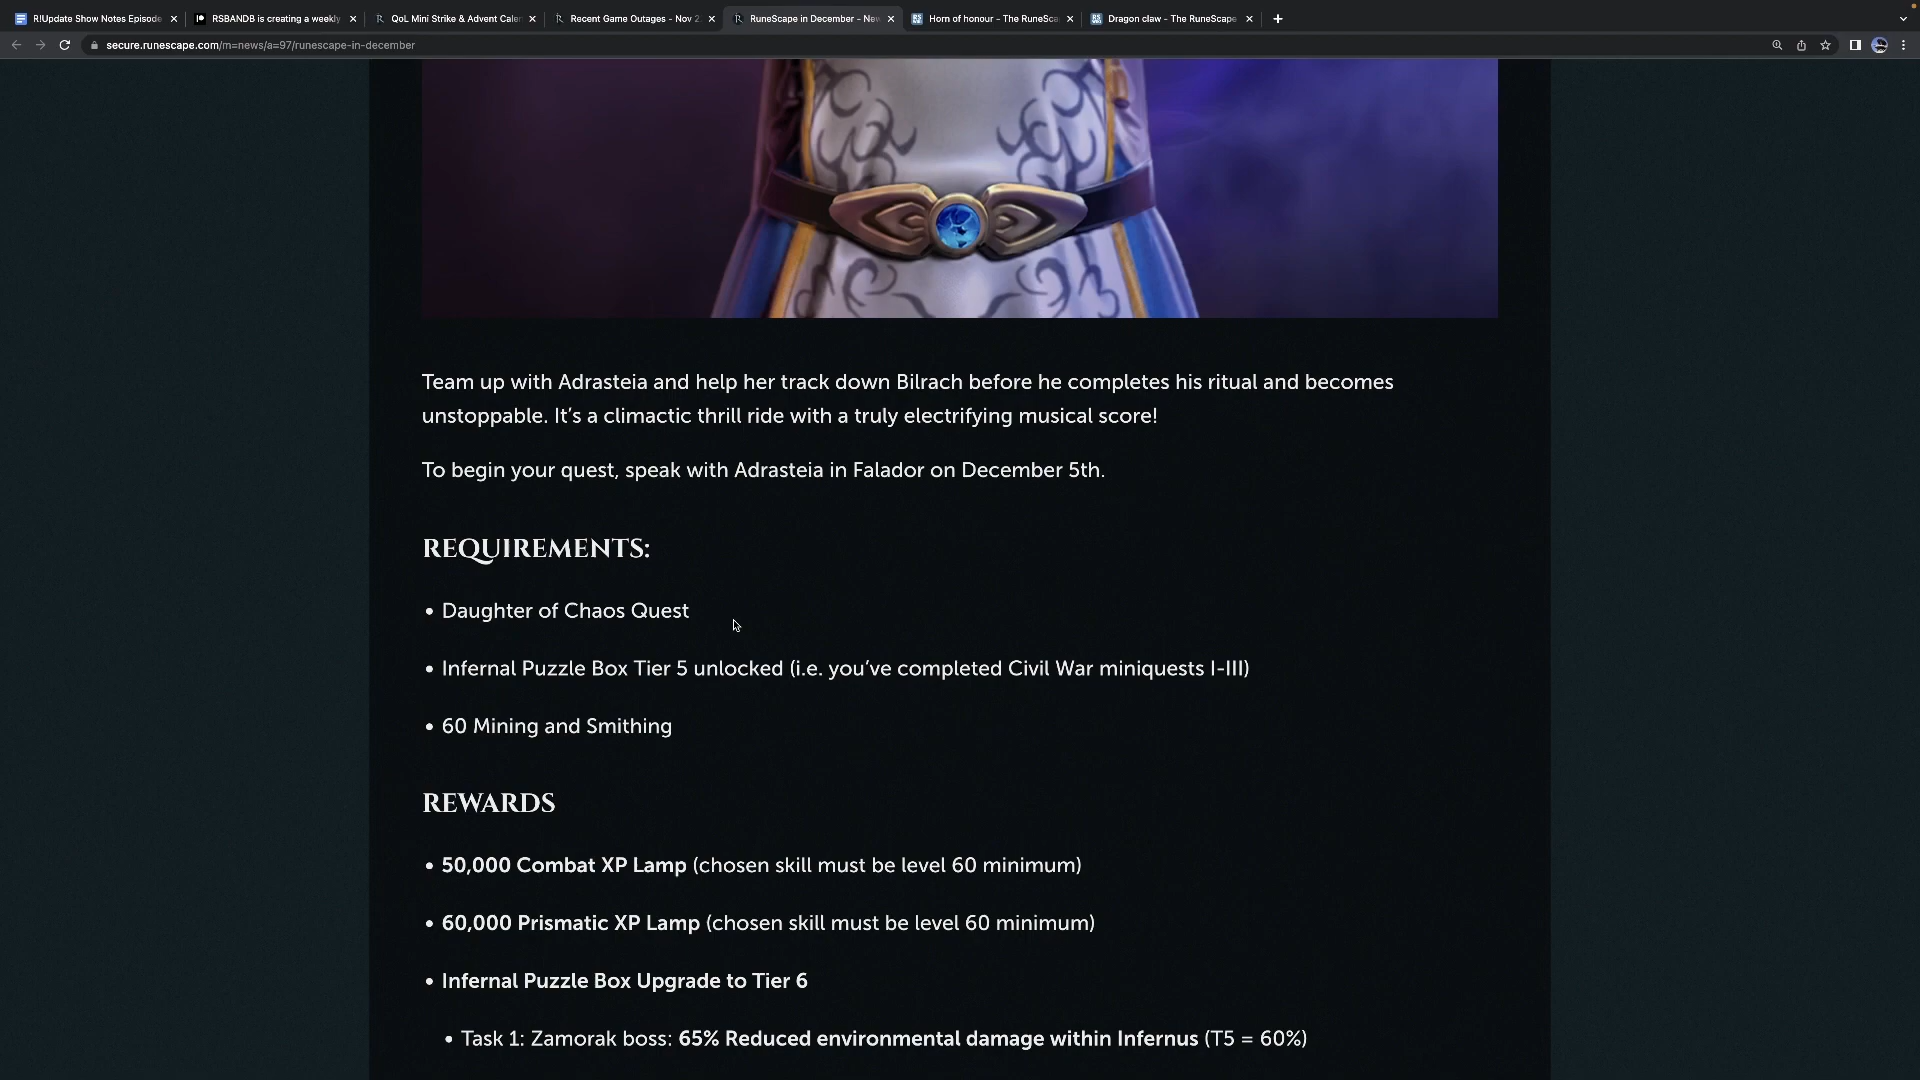 R!Update Show Notes Episode
RSBANDB is creating a weekly
QoL Mini Strike & Advent Caler
Recent Game Outages - Nov 2
RuneScape in December - New
Horn of honour - The RuneSca
Dragon claw - The RuneScape
secure.runescape.com/m=news/a=97/runescape-in-december
Team up with Adrasteia and help her track down Bilrach before he completes his ritual and becomes
unstoppable. It’s a climactic thrill ride with a truly electrifying musical score!
To begin your quest, speak with Adrasteia in Falador on December 5th.
REQUIREMENTS:
• Daughter of Chaos Quest
• Infernal Puzzle Box Tier 5 unlocked (i.e. you’ve completed Civil War miniquests I-III)
• 60 Mining and Smithing
REWARDS
• 50,000 Combat XP Lamp (chosen skill must be level 60 minimum)
• 60,000 Prismatic XP Lamp (chosen skill must be level 60 minimum)
• Infernal Puzzle Box Upgrade to Tier 6
• Task 1: Zamorak boss: 65% Reduced environmental damage within Infernus (T5 = 60%)